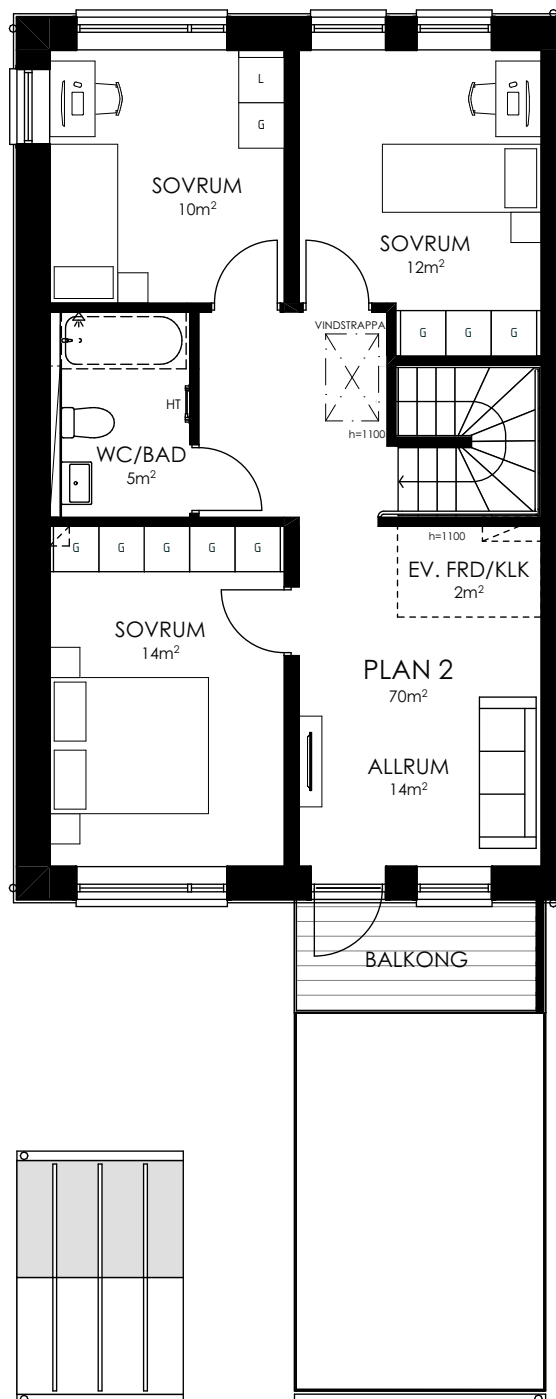 L
G
SOVRUM
10m²
SOVRUM
12m²
G G G
VINDSTRAPPA
h=1100
HT
WC/BAD
5m²
G G G G G
h=1100
EV. FRD/KLK
2m²
SOVRUM
14m²
PLAN 2
70m²
ALLRUM
14m²
BALKONG